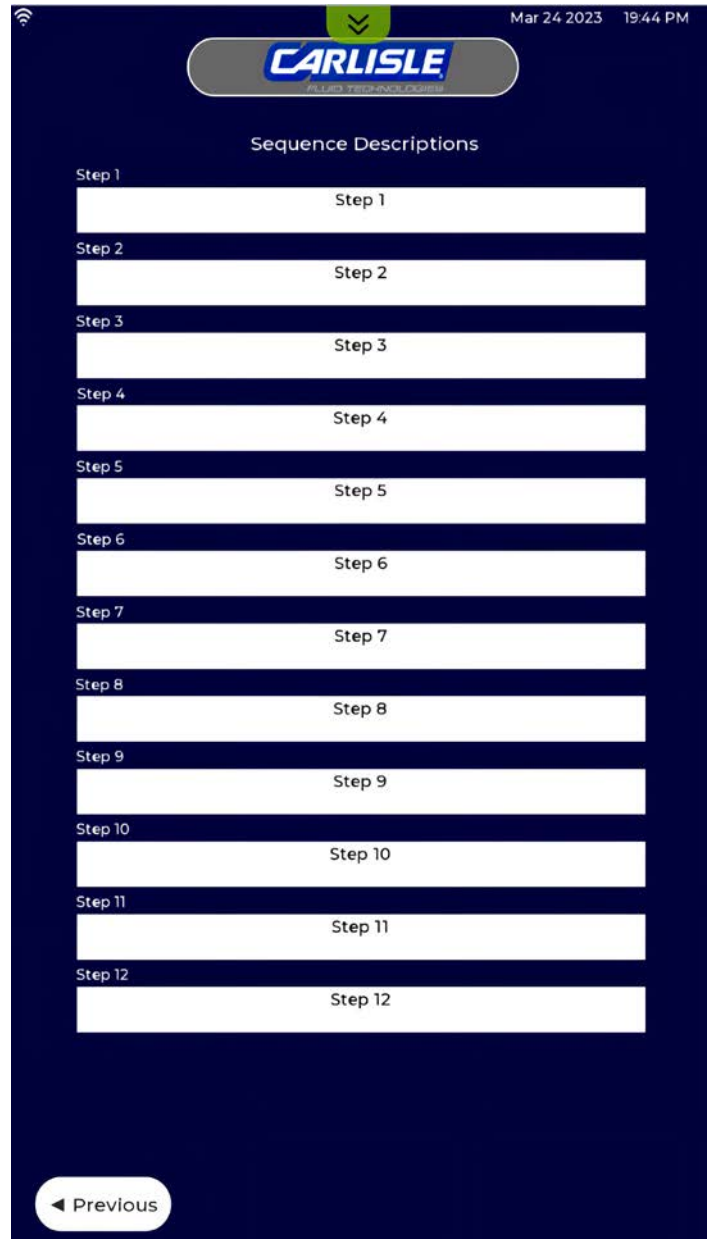 Mar 24 2023 19:44 PM
CARLISLE
FLUID TECHNOLOGIES
Sequence Descriptions
Step 1
Step 1
Step 2
Step 2
Step 3
Step 3
Step 4
Step 4
Step 5
Step 5
Step 6
Step 6
Step 7
Step 7
Step 8
Step 8
Step 9
Step 9
Step 10
Step 10
Step 11
Step 11
Step 12
Step 12
◄ Previous